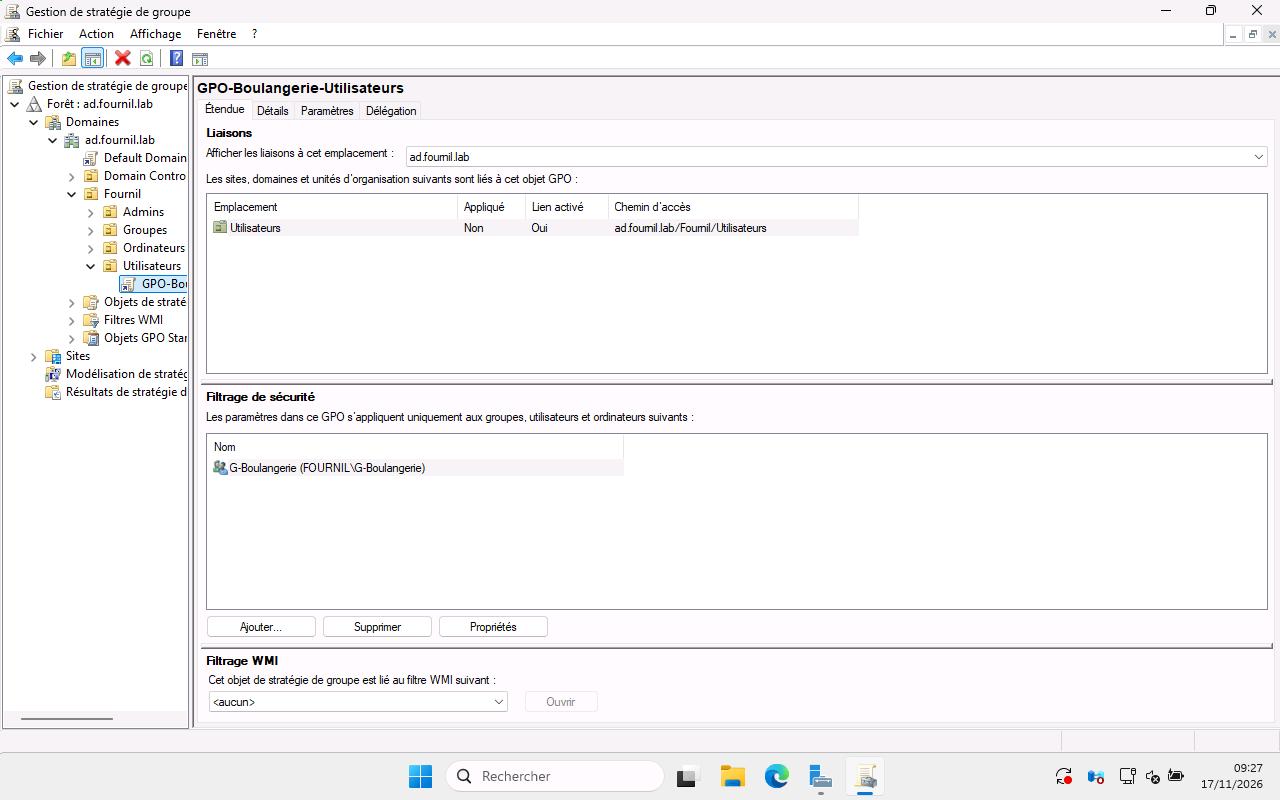 Gestion de stratégie de groupe
Fichier Action Affichage Fenêtre ?
Gestion de stratégie de groupe
Forêt : ad.fournil.lab
Domaines
ad.fournil.lab
Default Domain
Domain Contro
Fournil
Admins
Groupes
Ordinateurs
Utilisateurs
GPO-Bou
Objets de straté
Filtres WMI
Objets GPO Star
Sites
Modélisation de stratég
Résultats de stratégie d
GPO-Boulangerie-Utilisateurs
Étendue Détails Paramètres Délégation
Liaisons
Afficher les liaisons à cet emplacement : ad.fournil.lab
Les sites, domaines et unités d'organisation suivants sont liés à cet objet GPO :
Emplacement Appliqué Lien activé Chemin d'accès
Utilisateurs Non Oui ad.fournil.lab/Fournil/Utilisateurs
Filtrage de sécurité
Les paramètres dans ce GPO s'appliquent uniquement aux groupes, utilisateurs et ordinateurs suivants :
Nom
G-Boulangerie (FOURNIL\G-Boulangerie)
Ajouter... Supprimer Propriétés
Filtrage WMI
Cet objet de stratégie de groupe est lié au filtre WMI suivant :
<aucun> Ouvrir
Rechercher
09:27
17/11/2026